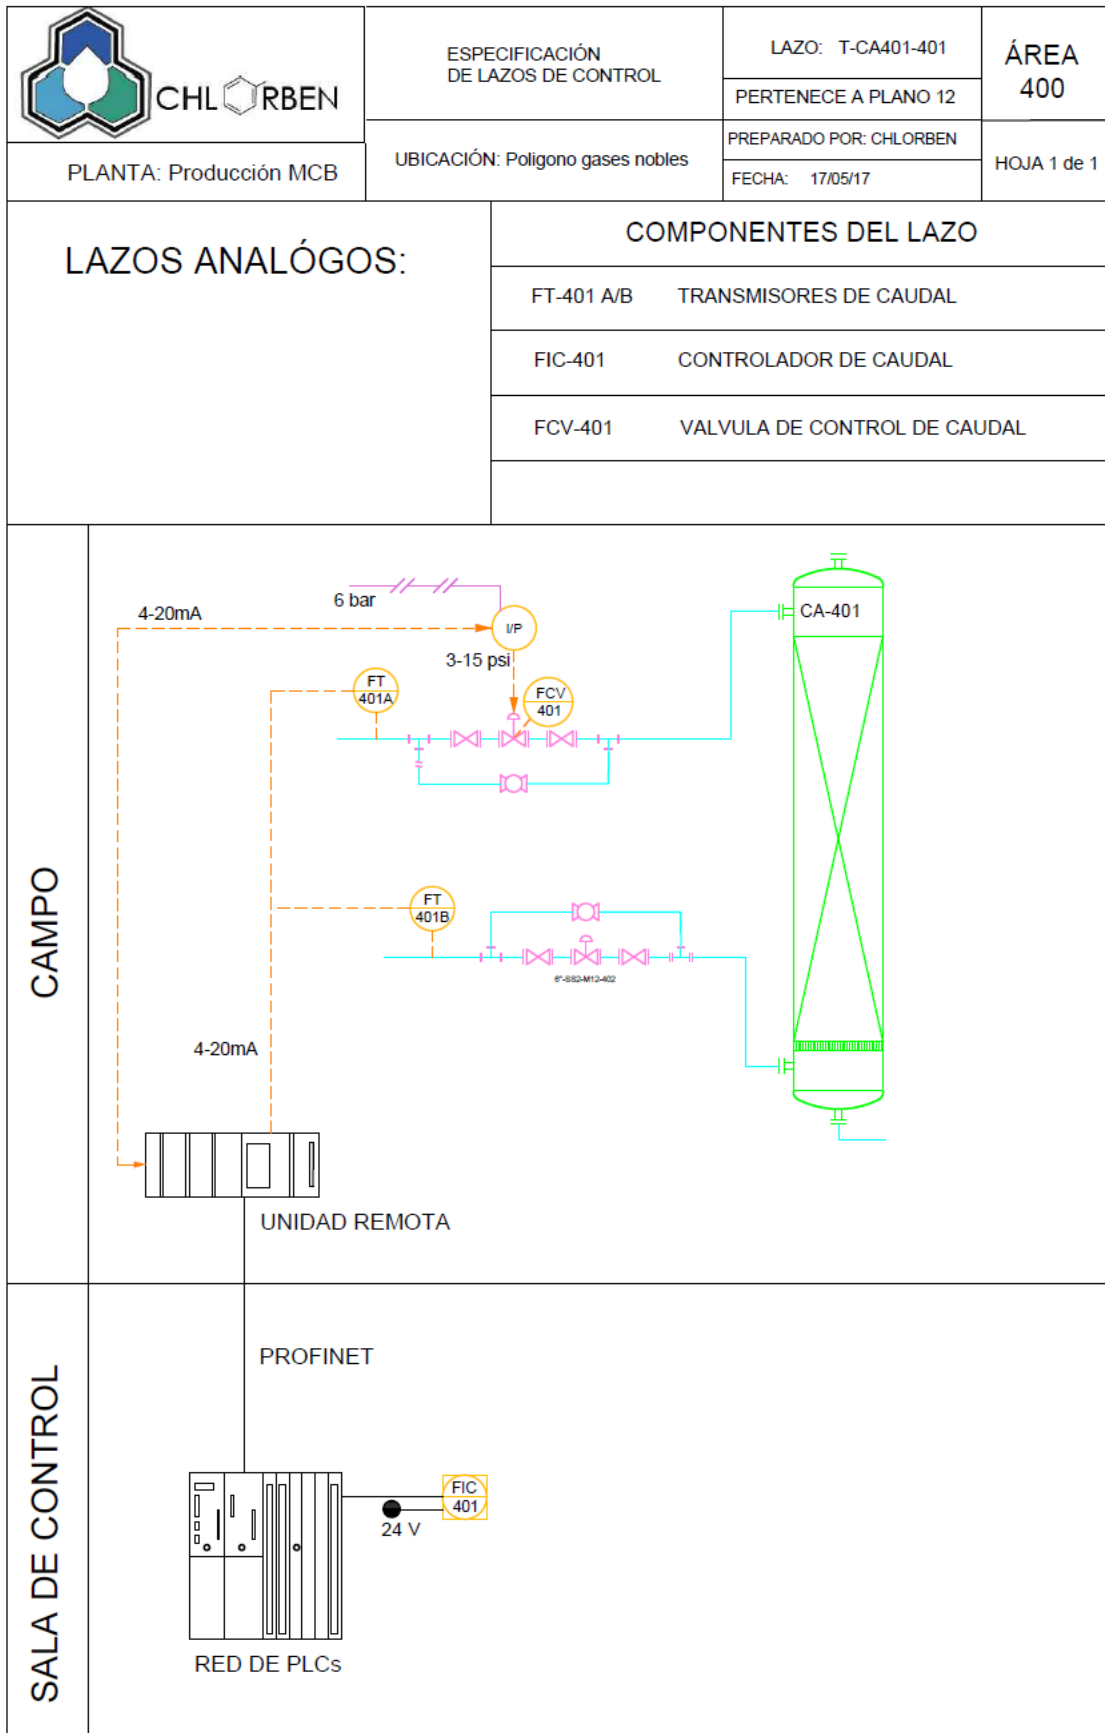 CHLORBEN
PLANTA: Producción MCB
ESPECIFICACIÓN
DE LAZOS DE CONTROL
UBICACIÓN: Poligono gases nobles
LAZO: T-CA401-401
PERTENECE A PLANO 12
PREPARADO POR: CHLORBEN
FECHA: 17/05/17
ÁREA
400
HOJA 1 de 1
LAZOS ANALÓGOS:
COMPONENTES DEL LAZO
FT-401 A/B TRANSMISORES DE CAUDAL
FIC-401 CONTROLADOR DE CAUDAL
FCV-401 VALVULA DE CONTROL DE CAUDAL
CAMPO
6 bar
4-20mA
I/P
3-15 psi
FT
401A
FCV
401
CA-401
FT
401B
6"-SS2-M12-402
4-20mA
UNIDAD REMOTA
SALA DE CONTROL
PROFINET
FIC
401
24 V
RED DE PLCs